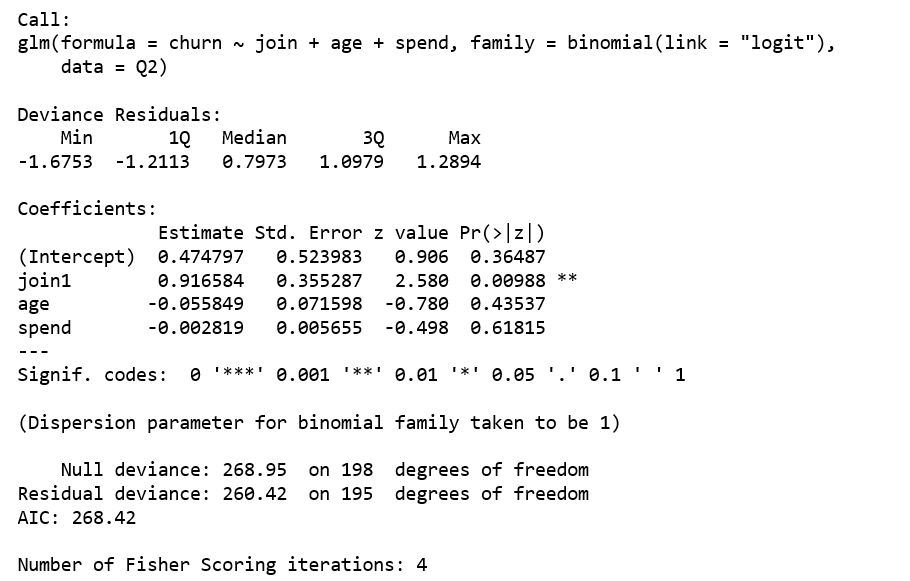 Call:
glm(formula = churn ~ join + age + spend, family = binomial(link = "logit"),
    data = Q2)

Deviance Residuals:
    Min       1Q   Median       3Q      Max
-1.6753  -1.2113   0.7973   1.0979   1.2894

Coefficients:
             Estimate Std. Error z value Pr(>|z|)
(Intercept)  0.474797   0.523983   0.906  0.36487
join1        0.916584   0.355287   2.580  0.00988 **
age         -0.055849   0.071598  -0.780  0.43537
spend       -0.002819   0.005655  -0.498  0.61815
---
Signif. codes:  0 '***' 0.001 '**' 0.01 '*' 0.05 '.' 0.1 ' ' 1

(Dispersion parameter for binomial family taken to be 1)

    Null deviance: 268.95  on 198  degrees of freedom
Residual deviance: 260.42  on 195  degrees of freedom
AIC: 268.42

Number of Fisher Scoring iterations: 4